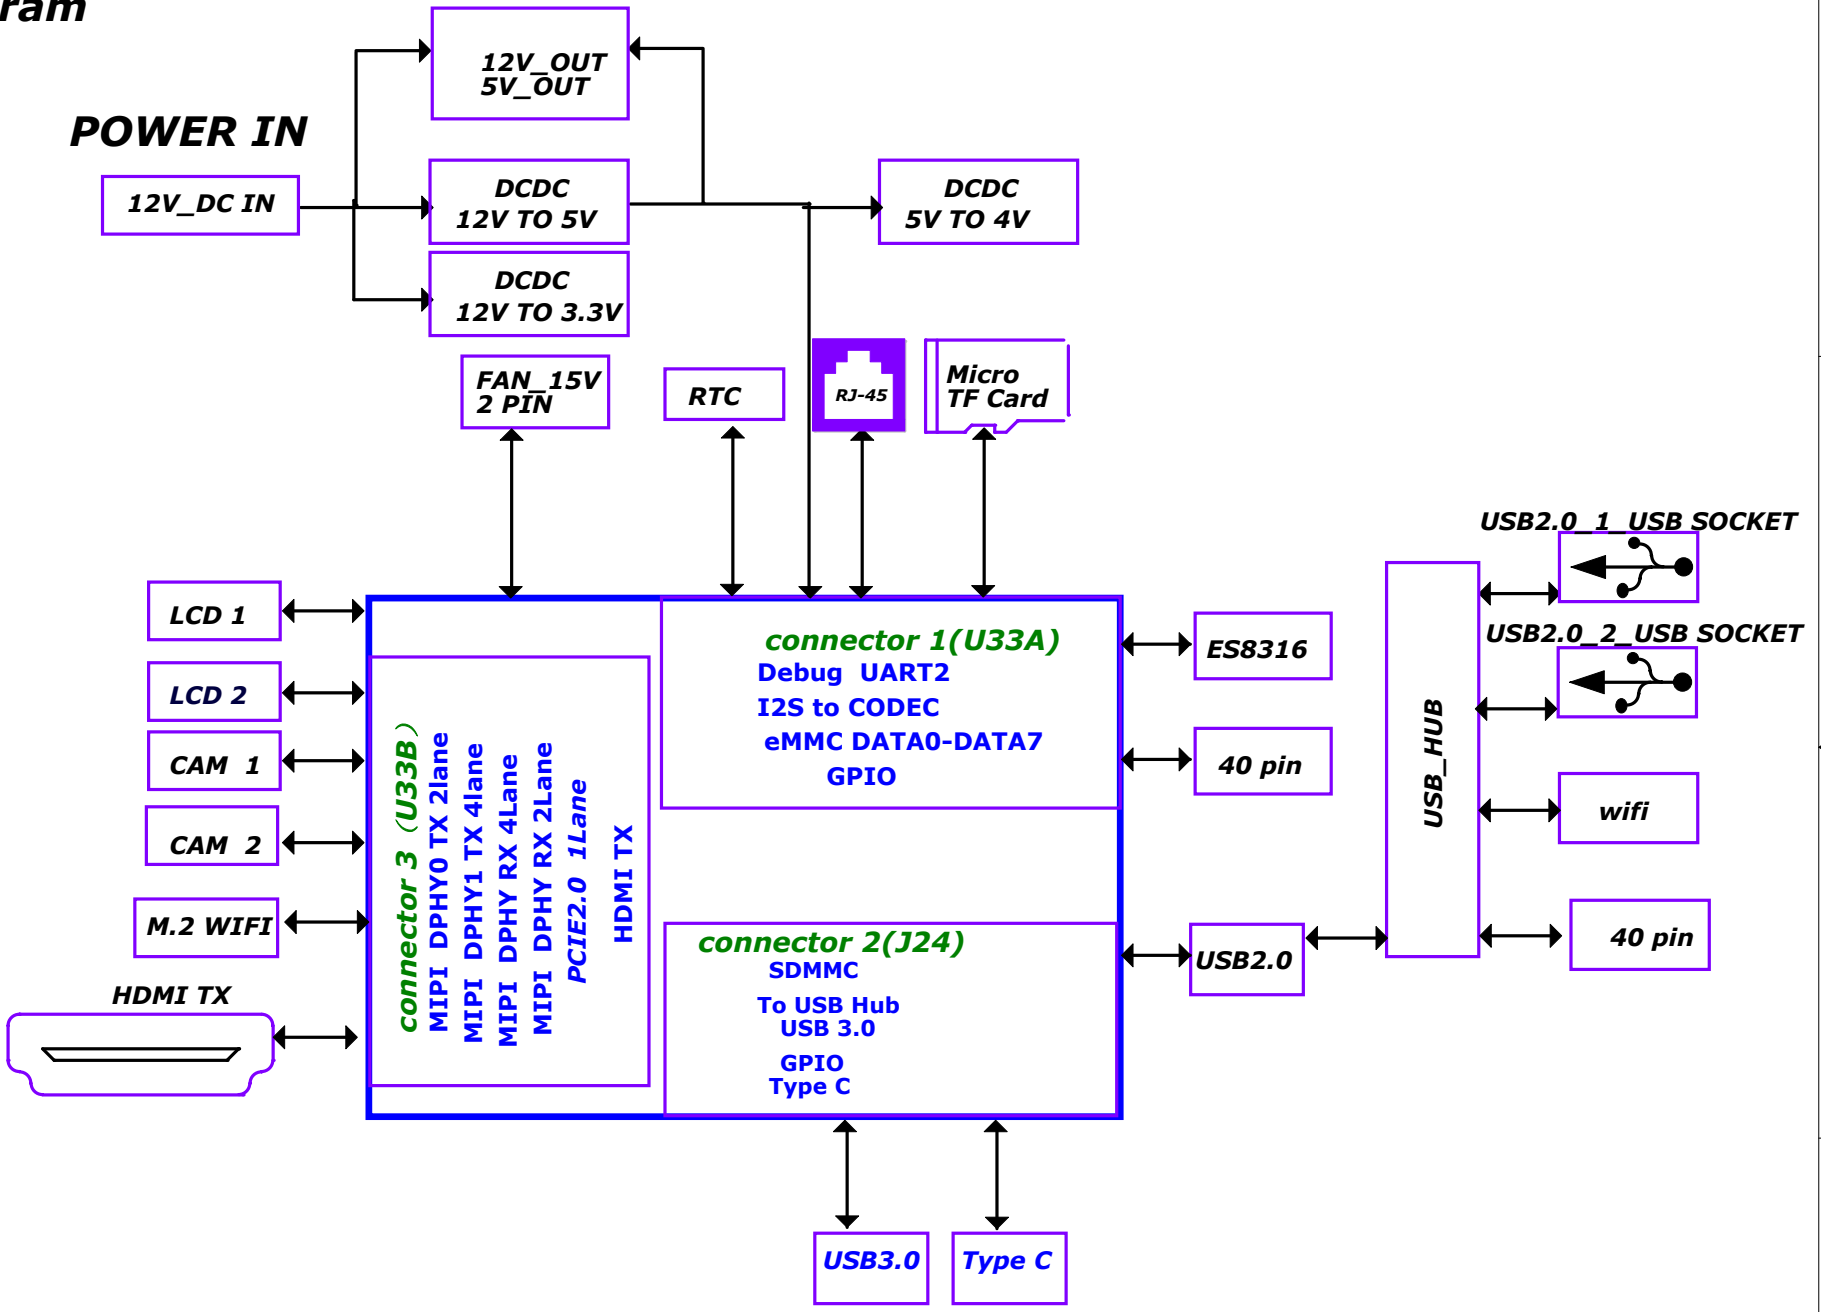 ram
12V_OUT
5V_OUT
POWER IN
12V_DC IN
DCDC
12V TO 5V
DCDC
5V TO 4V
DCDC
12V TO 3.3V
FAN_15V
2 PIN
RTC
RJ-45
Micro
TF Card
LCD 1
LCD 2
CAM 1
CAM 2
M.2 WIFI
HDMI TX
connector 3（U33B）
MIPI DPHY0 TX 2lane
MIPI DPHY1 TX 4lane
MIPI DPHY RX 4Lane
MIPI DPHY RX 2Lane
PCIE2.0 1Lane
HDMI TX
connector 1(U33A)
Debug UART2
I2S to CODEC
eMMC DATA0-DATA7
GPIO
connector 2(J24)
SDMMC
To USB Hub
USB 3.0
GPIO
Type C
ES8316
40 pin
USB2.0
USB_HUB
USB2.0_1_USB SOCKET
USB2.0_2_USB SOCKET
wifi
40 pin
USB3.0
Type C